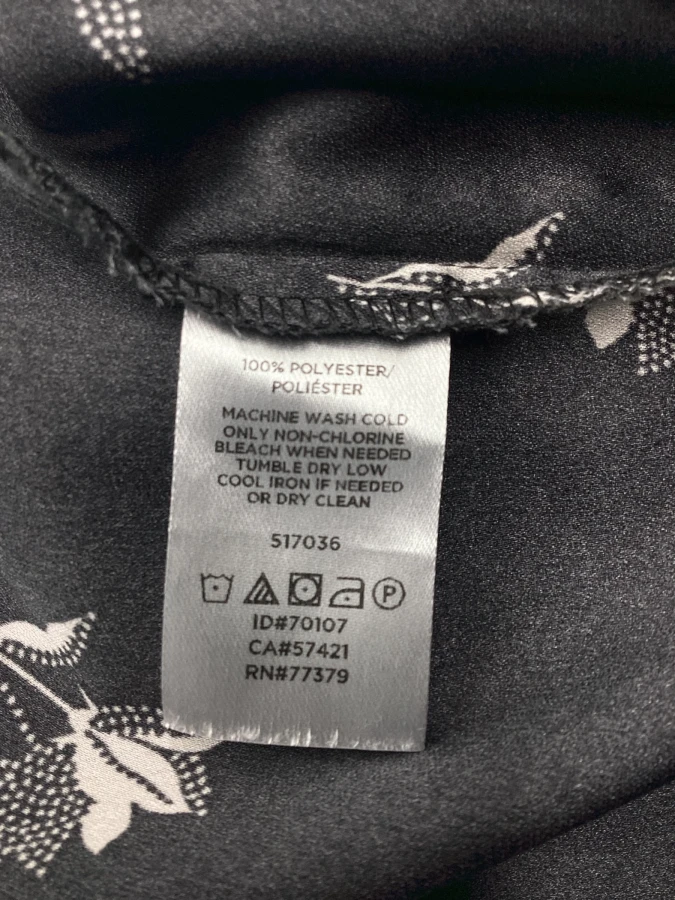 100% POLYESTER/
POLIÉSTER
MACHINE WASH COLD
ONLY NON-CHLORINE
BLEACH WHEN NEEDED
TUMBLE DRY LOW
COOL IRON IF NEEDED
OR DRY CLEAN
517036
P
ID#70107
CA#57421
RN#77379